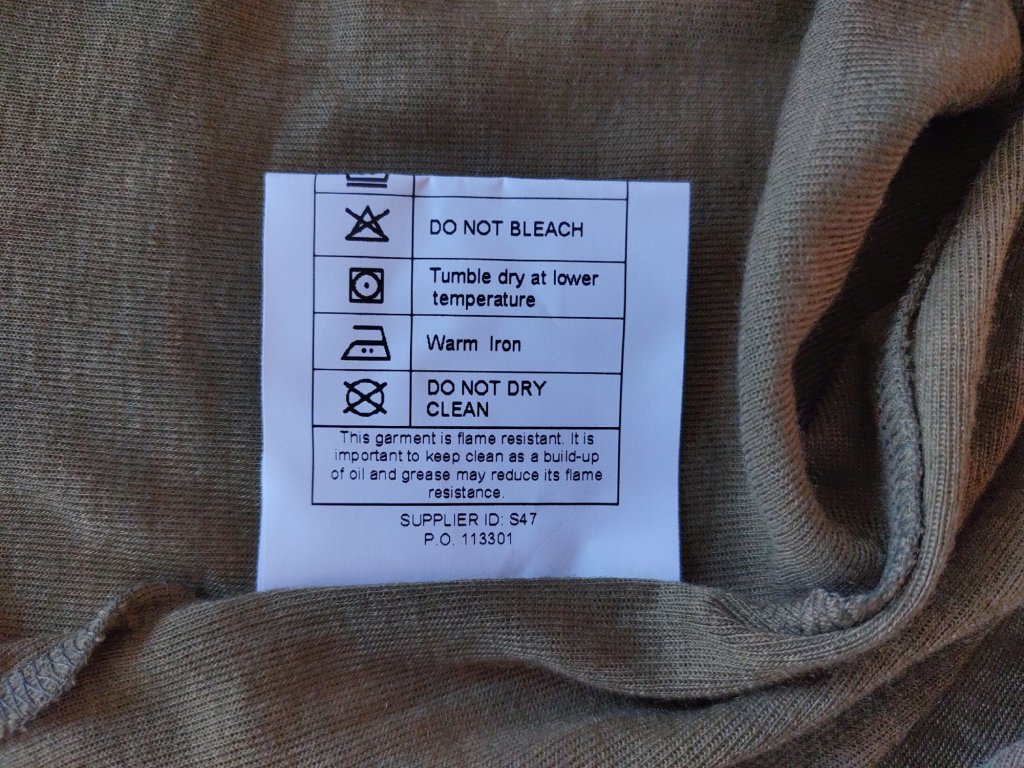 DO NOT BLEACH
Tumble dry at lower
temperature
Warm Iron
DO NOT DRY
CLEAN
This garment is flame resistant. It is
important to keep clean as a build-up
of oil and grease may reduce its flame
resistance.
SUPPLIER ID: S47
P.O. 113301